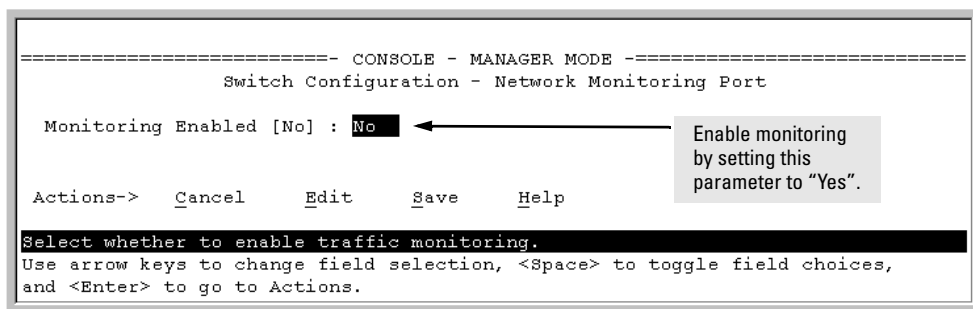 ==========================- CONSOLE - MANAGER MODE -============================
Switch Configuration - Network Monitoring Port
Monitoring Enabled [No] : No
Enable monitoring
by setting this
parameter to “Yes”.
Actions-> Cancel Edit Save Help
Select whether to enable traffic monitoring.
Use arrow keys to change field selection, <Space> to toggle field choices,
and <Enter> to go to Actions.